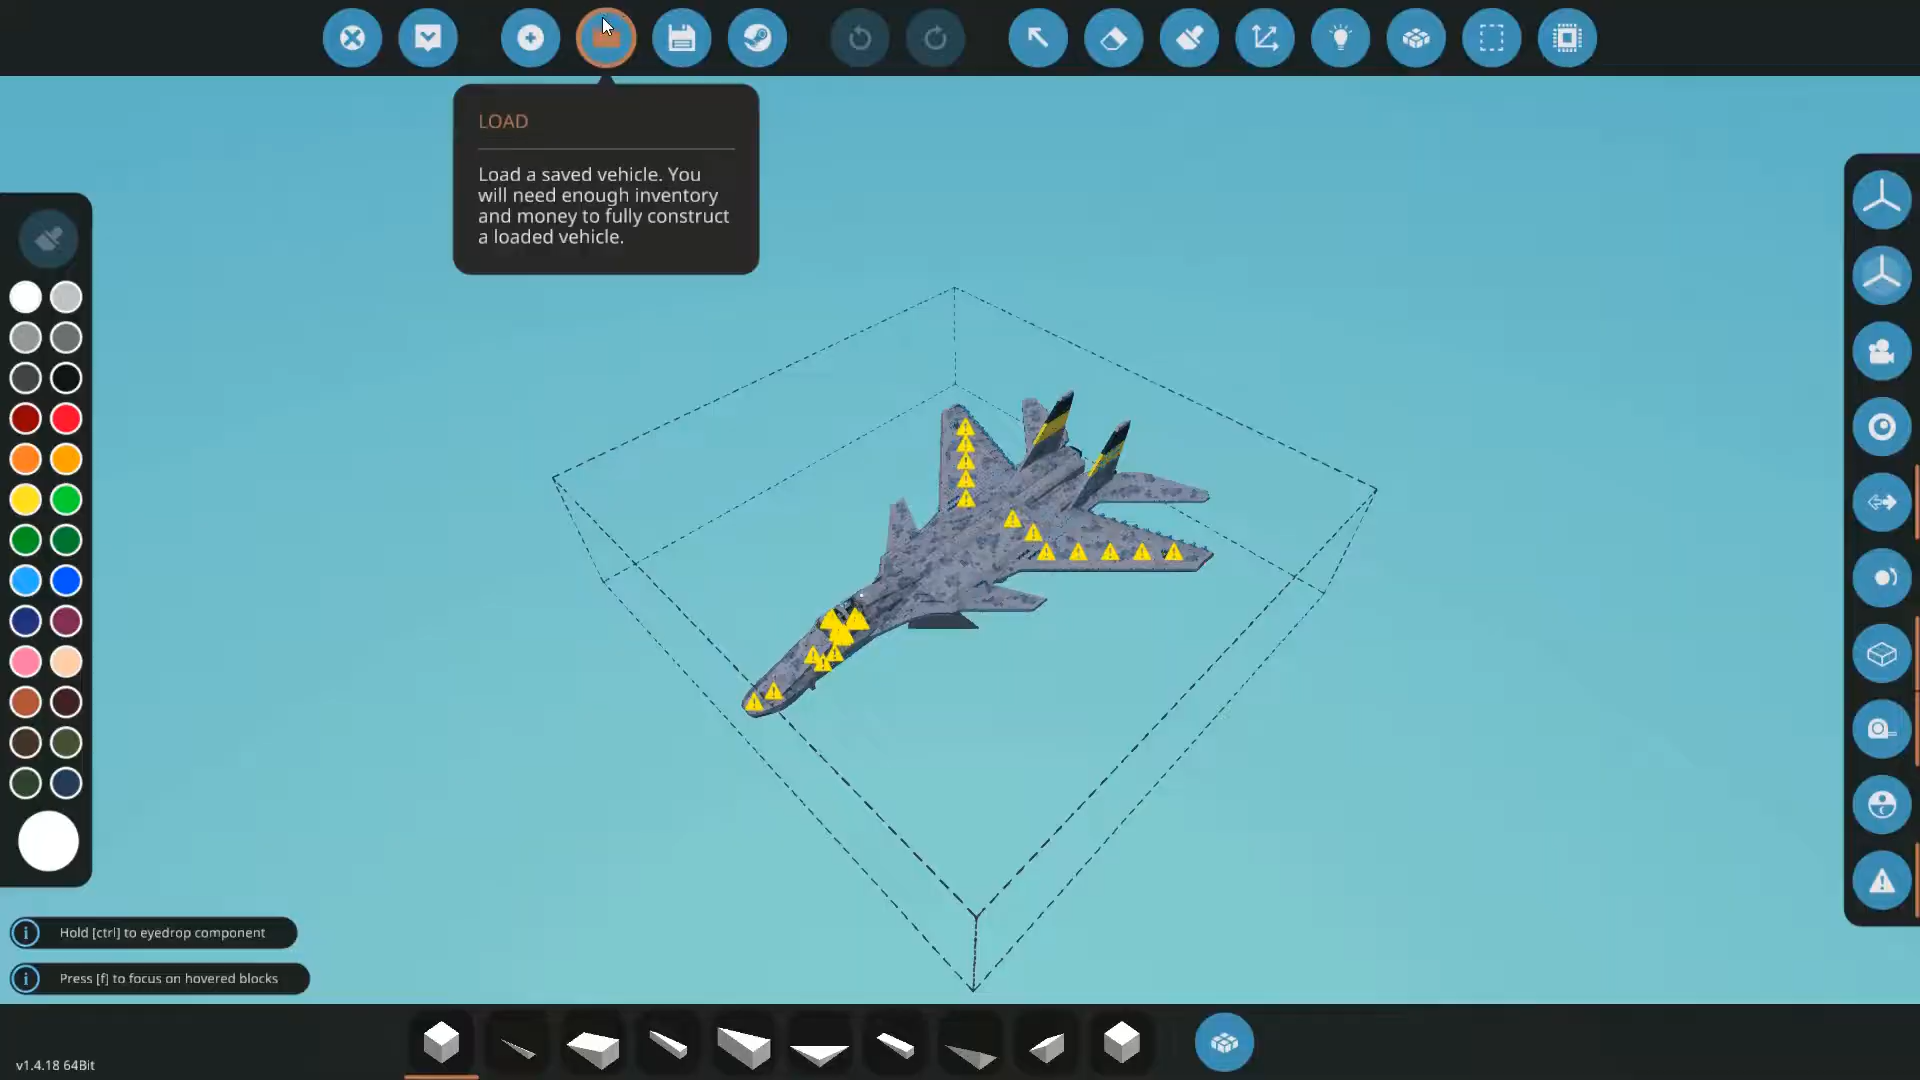 LOAD
Load a saved vehicle. You
will need enough inventory
and money to fully construct
a loaded vehicle.
Hold [ctrl] to eyedrop component
Press [f] to focus on hovered blocks
v1.4.18 64Bit